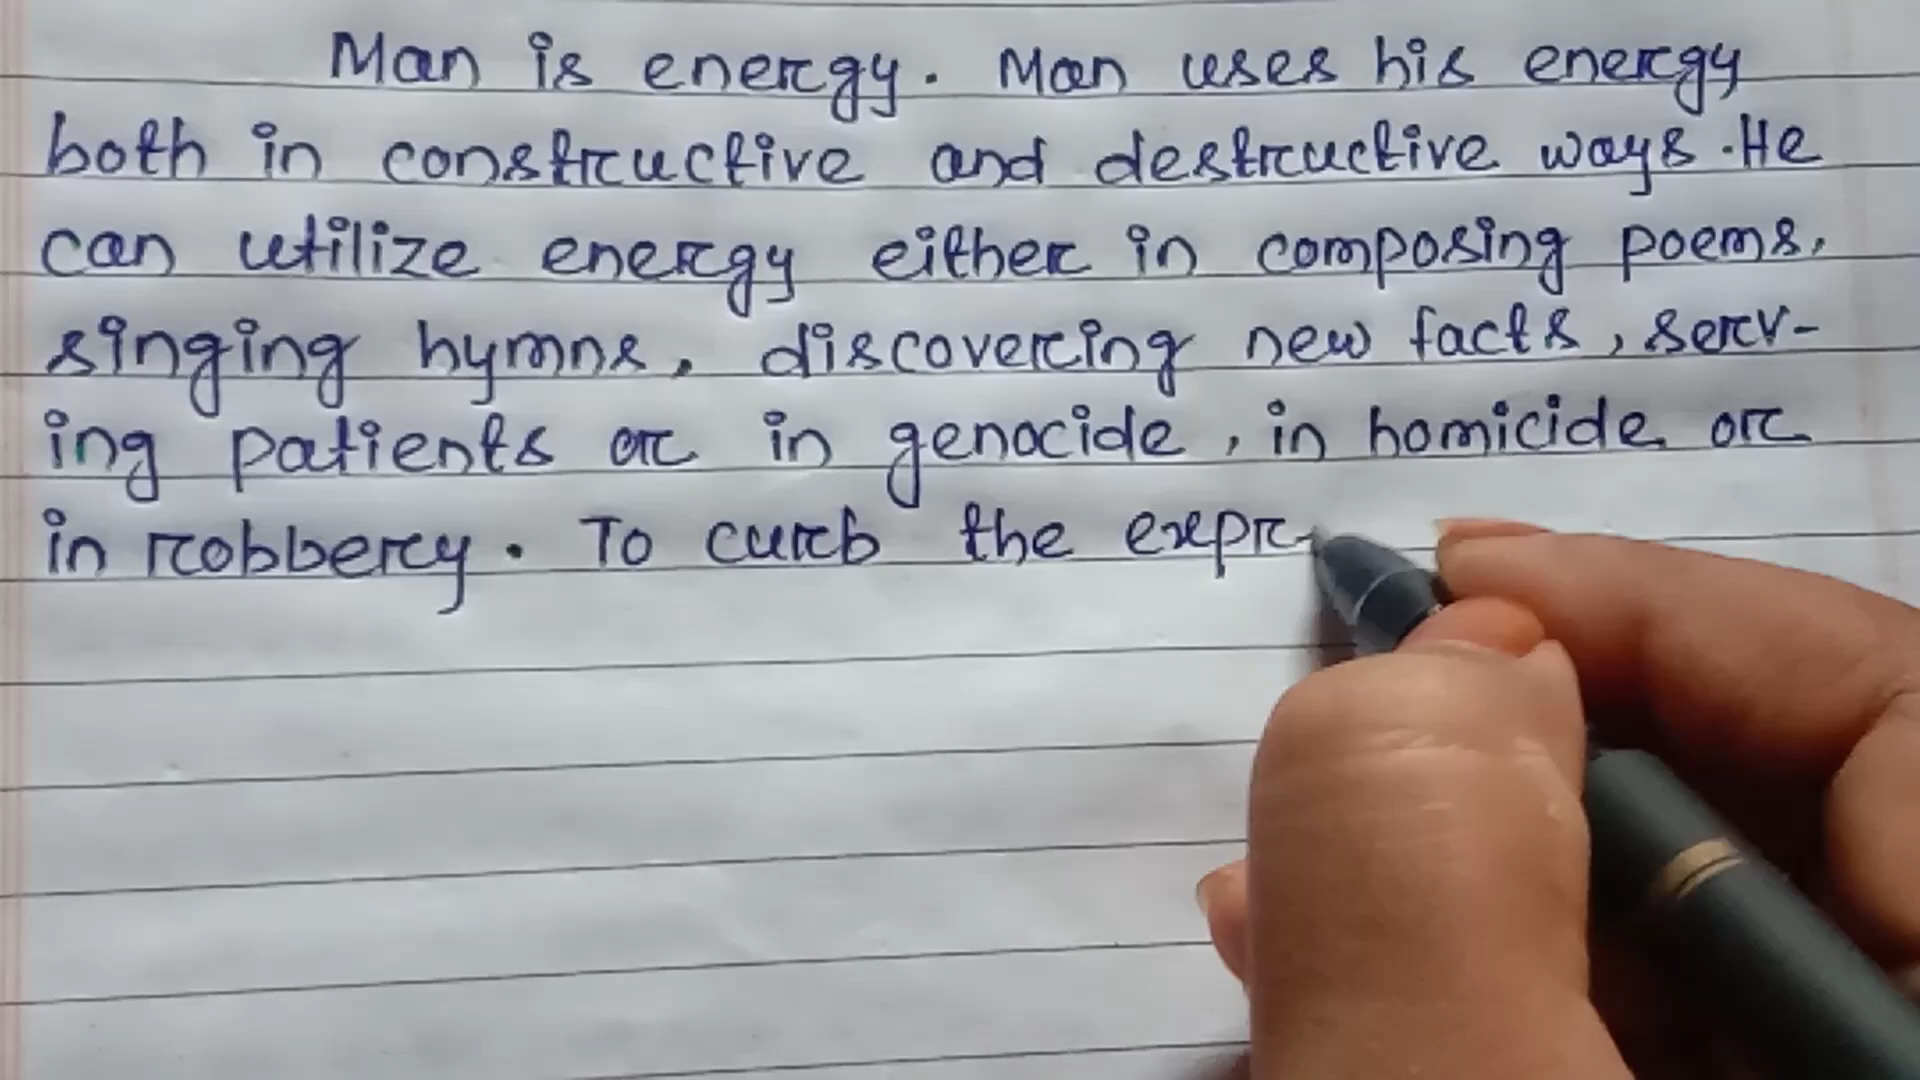 Man is energy. Man uses his energy
both in constructive and destructive ways. He
can utilize energy either in composing poems,
singing hymns, discovering new facts, serv-
ing patients or in genocide, in homicide or
in robbery. To curb the expr